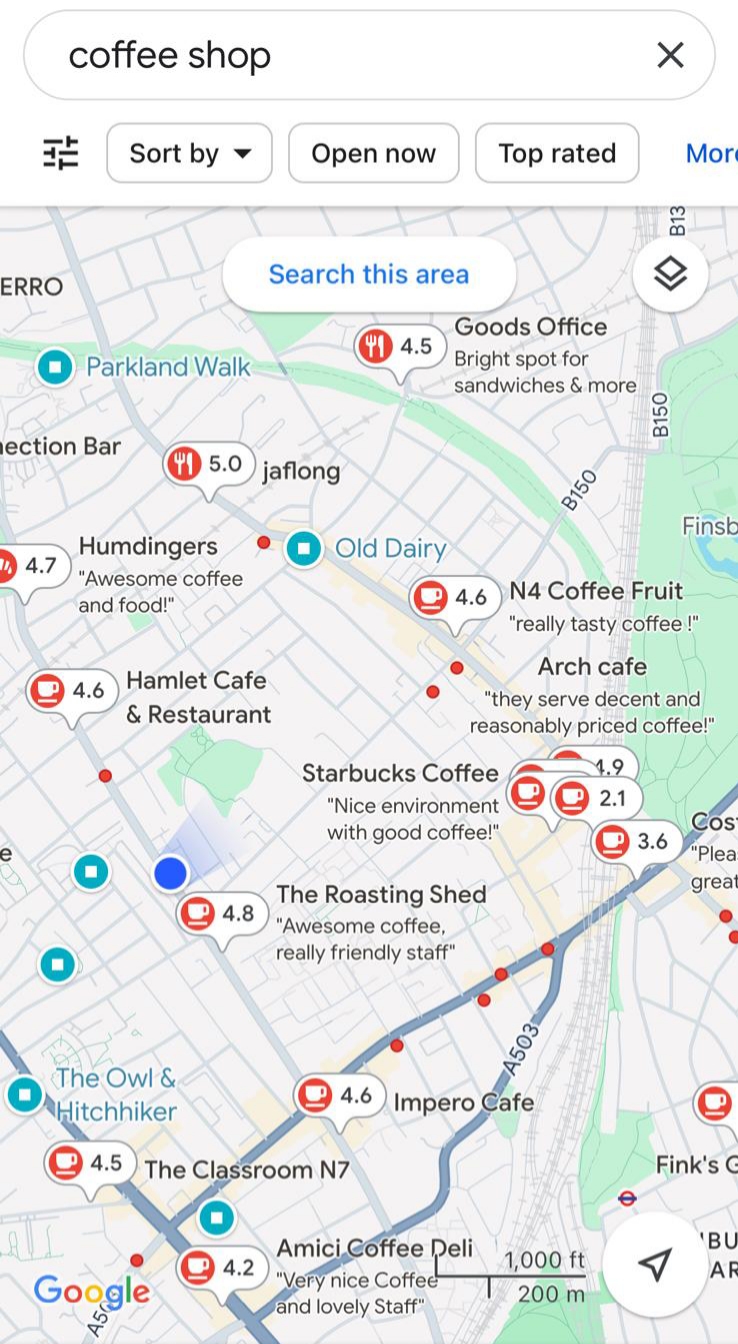 coffee shop
Sort by
Open now
Top rated
More
B13
Search this area
ERRO
Goods Office
4.5
Bright spot for
sandwiches & more
Parkland Walk
B150
nection Bar
5.0
jaflong
B150
Finsb
Humdingers
4.7
"Awesome coffee
and food!"
Old Dairy
4.6
N4 Coffee Fruit
"really tasty coffee !"
Arch cafe
"they serve decent and
reasonably priced coffee!"
4.6
Hamlet Cafe
& Restaurant
Starbucks Coffee
"Nice environment
with good coffee!"
4.9
2.1
3.6
Cos
"Plea
great
e
4.8
The Roasting Shed
"Awesome coffee,
really friendly staff"
A503
The Owl &
Hitchhiker
4.6
Impero Cafe
4.5
The Classroom N7
Fink's G
4.2
Amici Coffee Deli
"Very nice Coffee
and lovely Staff"
1,000 ft
200 m
'BU
AR
Google
A50